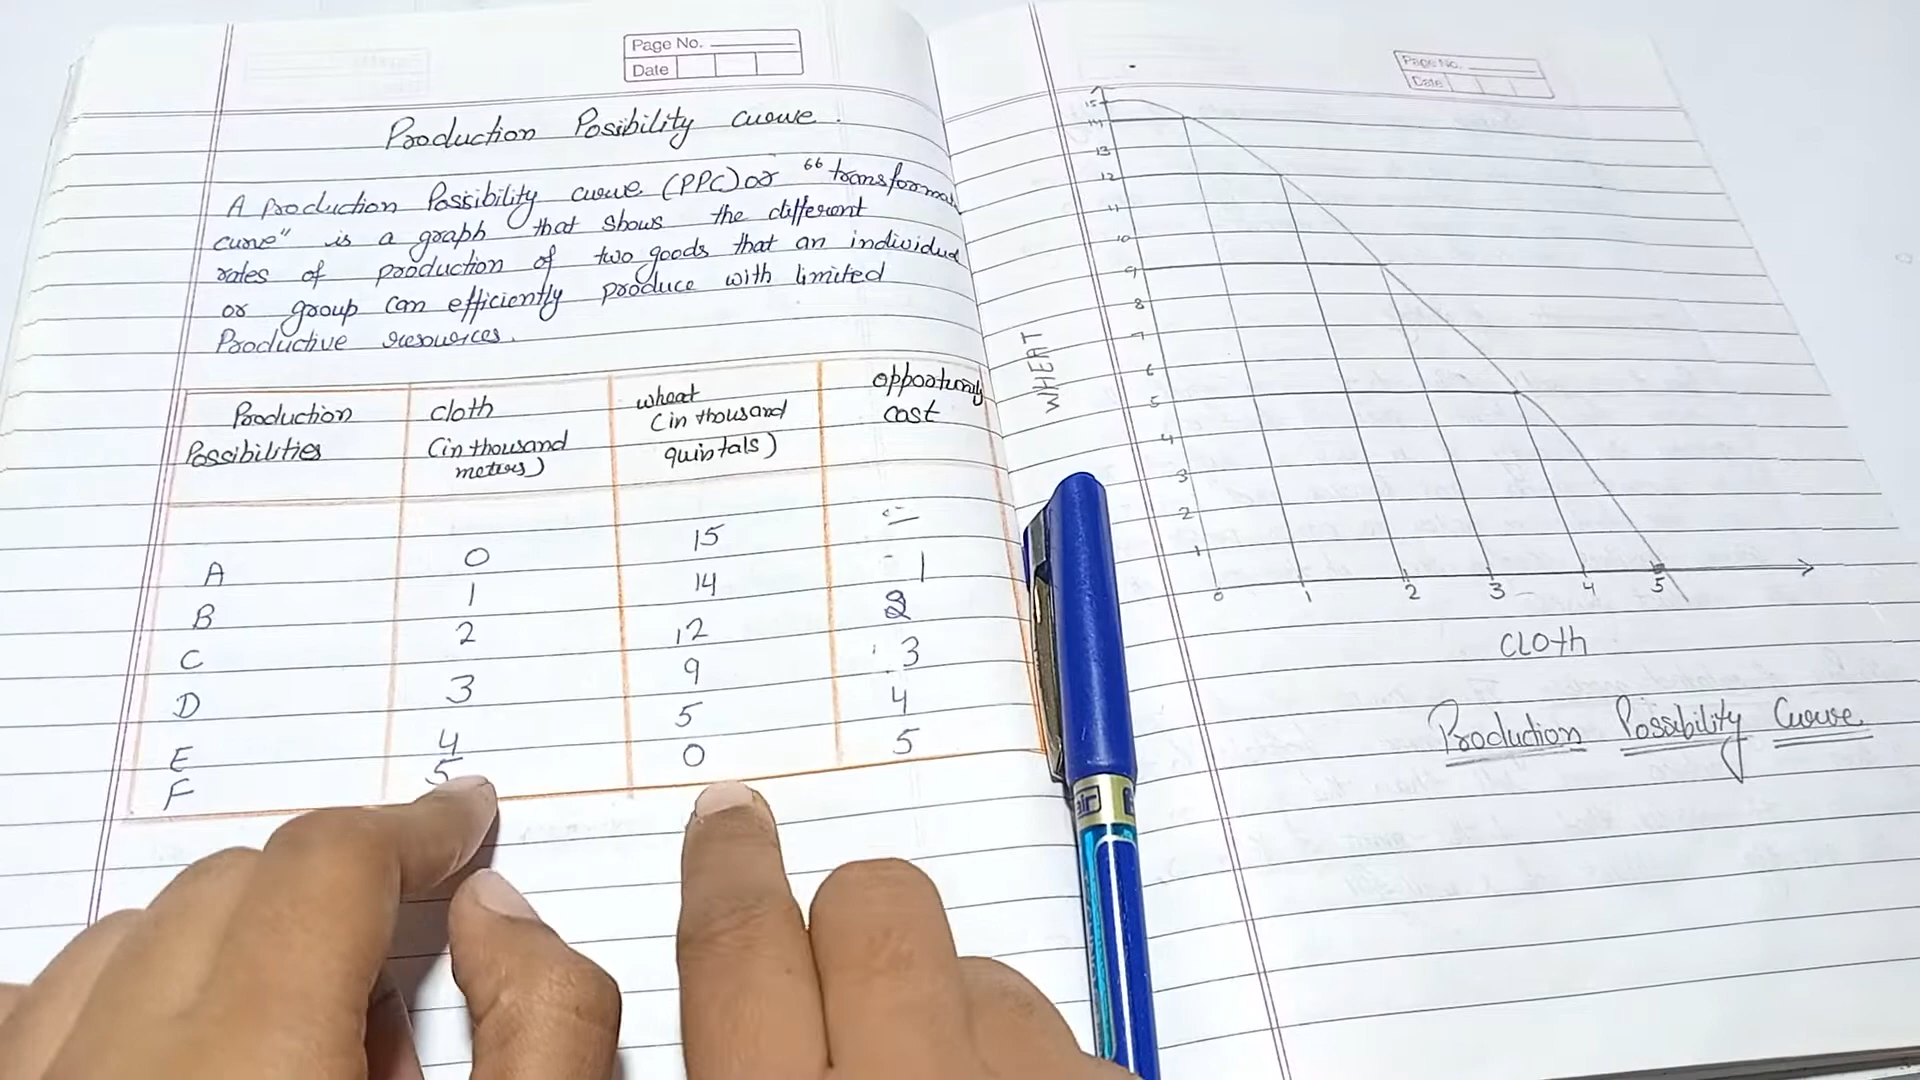 Page No.
Date
Production Possibility curve.
A production Possibility curve (PPC) or "transformat
curve" is a graph that shows the different
rates of production of two goods that an individual
or group can efficiently produce with limited
Productive resources.
Production Possibilities | cloth (in thousand meters) | wheat (in thousand quintals) | opportunity cost
A 0 15 –
B 1 14 1
C 2 12 2
D 3 9 3
E 4 5 4
F 5 0 5
air
Page No.
Date
15
14
13
12
11
10
9
8
7
6
5
4
3
2
1
WHEAT
0 1 2 3 4 5
CLOTH
Production Possibility Curve